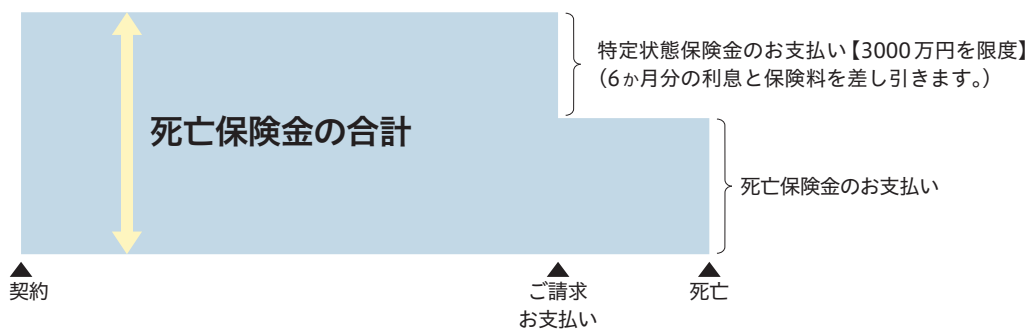 特定状態保険金のお支払い【3000万円を限度】
（6か月分の利息と保険料を差し引きます。）
死亡保険金の合計
死亡保険金のお支払い
契約
ご請求
お支払い
死亡